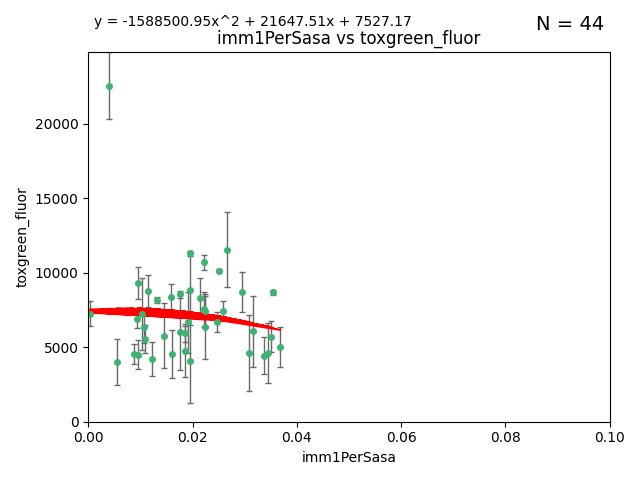 y = -1588500.95x^2 + 21647.51x + 7527.17
N = 44
imm1PerSasa vs toxgreen_fluor
20000
15000
10000
5000
0
toxgreen_fluor
0.00 0.02 0.04 0.06 0.08 0.10
imm1PerSasa